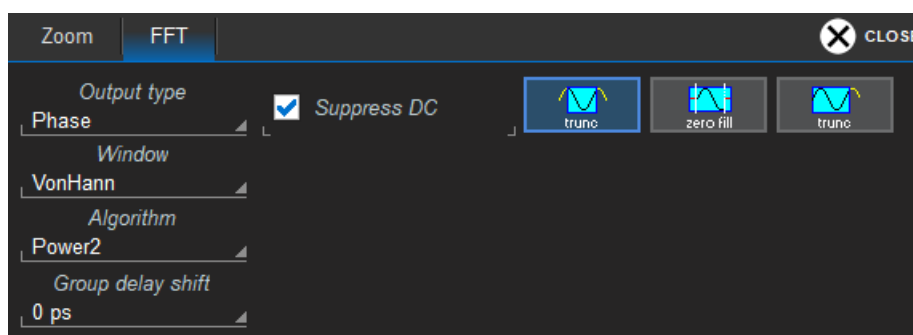 Zoom FFT CLOSE
Output type
Phase
Suppress DC
trunc zero fill trunc
Window
VonHann
Algorithm
Power2
Group delay shift
0 ps